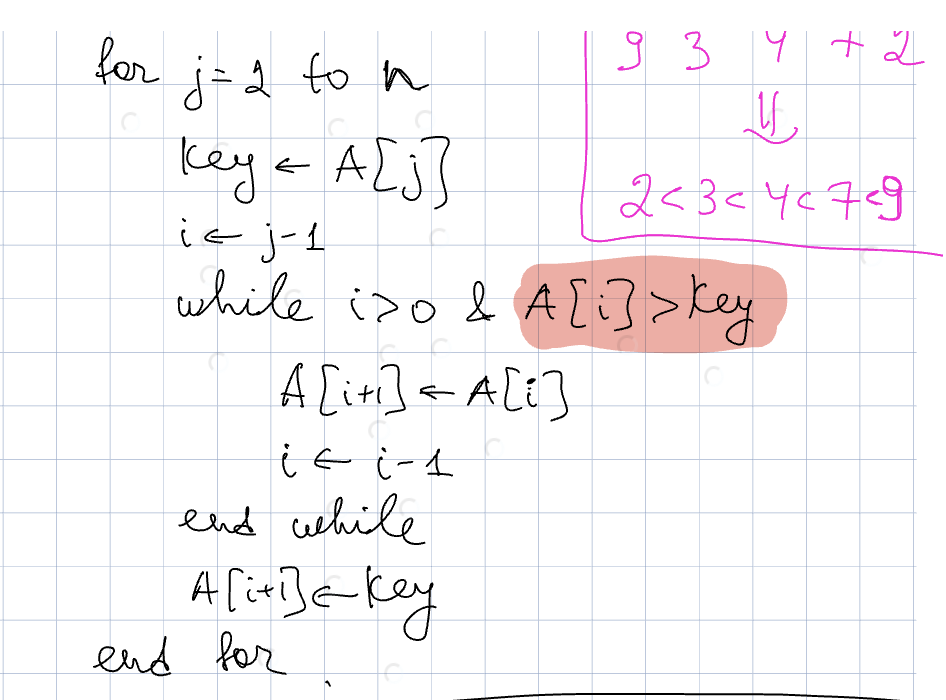 for j=2 to n
key ← A[j]
i ← j-1
while i>0 & A[i]>key
A[i+1] ← A[i]
i ← i-1
end while
A[i+1] ← key
end for
9 3 4 7 2
⇓
2<3<4<7<9